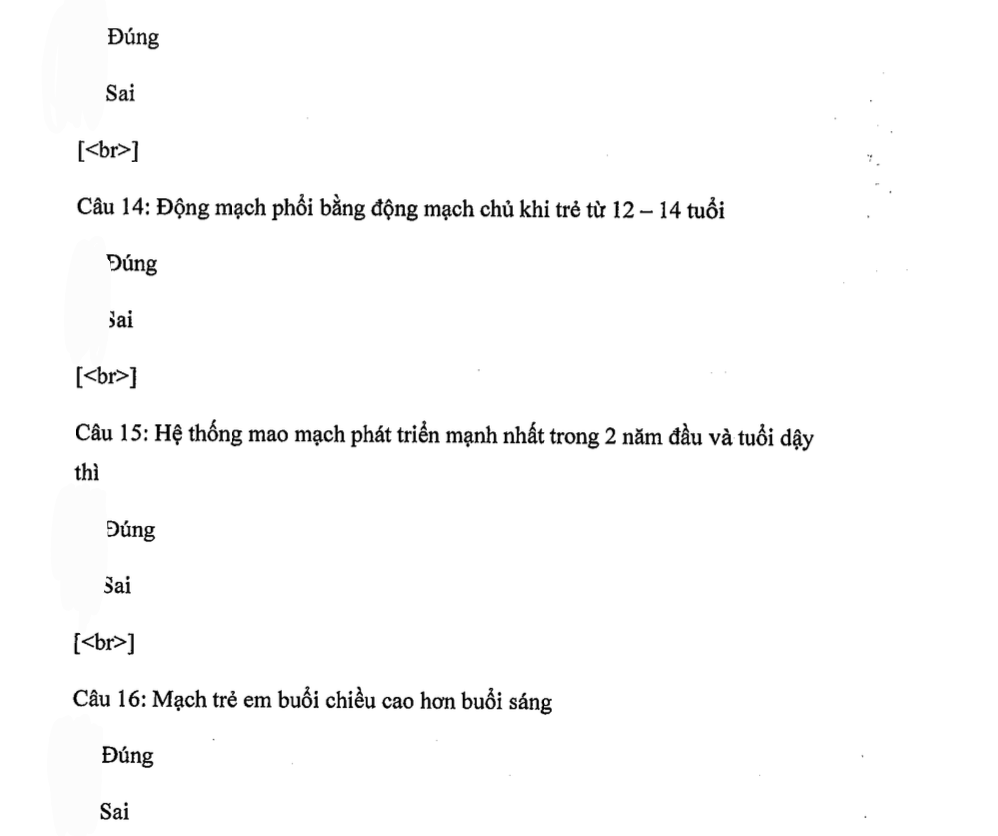 Đúng
Sai
[<br>]
Câu 14: Động mạch phổi bằng động mạch chủ khi trẻ từ 12 – 14 tuổi
Đúng
Sai
[<br>]
Câu 15: Hệ thống mao mạch phát triển mạnh nhất trong 2 năm đầu và tuổi dậy
thì
Đúng
Sai
[<br>]
Câu 16: Mạch trẻ em buổi chiều cao hơn buổi sáng
Đúng
Sai